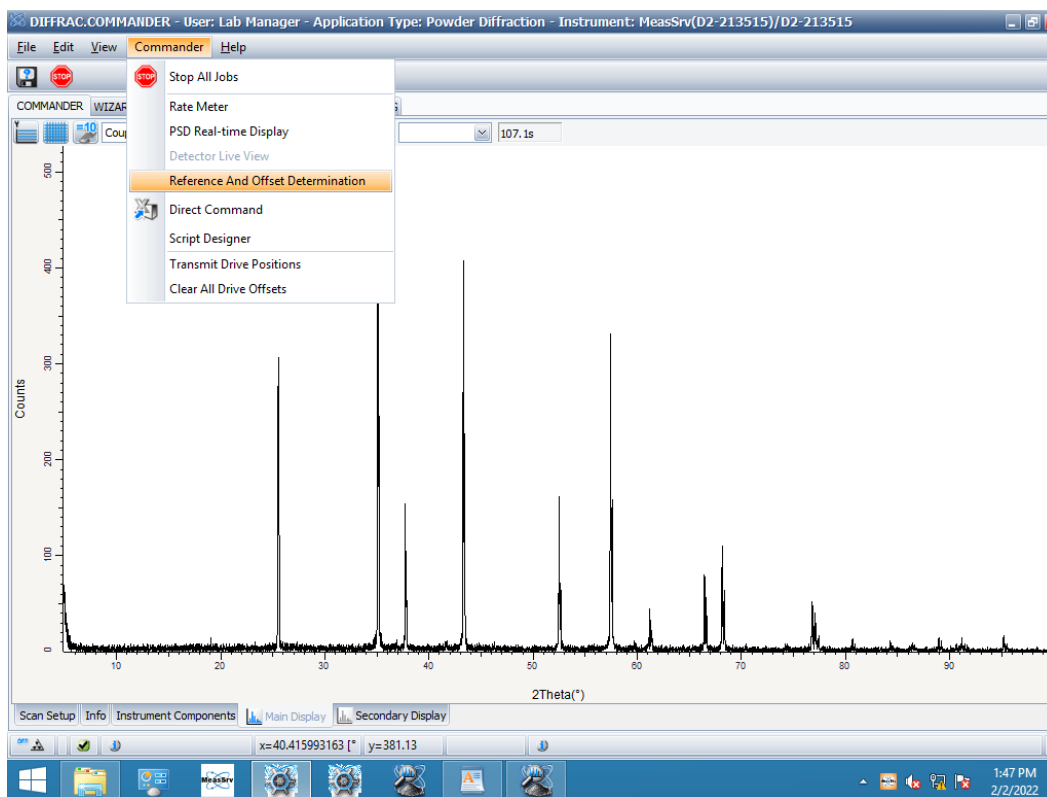 DIFFRAC.COMMANDER - User: Lab Manager - Application Type: Powder Diffraction - Instrument: MeasSrv(D2-213515)/D2-213515
File Edit View Commander Help
STOP
STOP Stop All Jobs
COMMANDER
Rate Meter
Y =10
PSD Real-time Display
107.1s
Detector Live View
Reference And Offset Determination
Direct Command
Script Designer
Transmit Drive Positions
Clear All Drive Offsets
500
400
300
200
100
0
Counts
10 20 30 40 50 60 70 80 90
2Theta(°)
Scan Setup Info Instrument Components Main Display Secondary Display
OFF x=40.415993163 [° y=381.13
MeasSrv
1:47 PM
2/2/2022